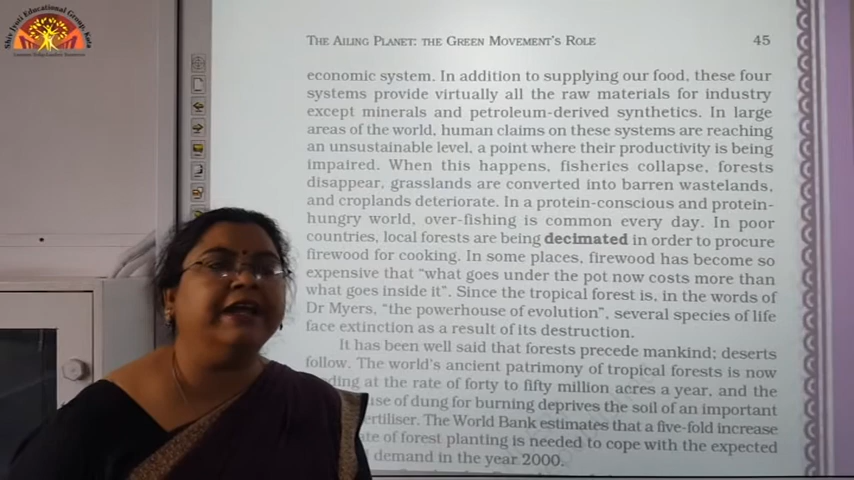 Shiv Jyoti Educational Group, Kota
THE AILING PLANET: THE GREEN MOVEMENT'S ROLE 45
economic system. In addition to supplying our food, these four
systems provide virtually all the raw materials for industry
except minerals and petroleum-derived synthetics. In large
areas of the world, human claims on these systems are reaching
an unsustainable level, a point where their productivity is being
impaired. When this happens, fisheries collapse, forests
disappear, grasslands are converted into barren wastelands,
and croplands deteriorate. In a protein-conscious and protein-
hungry world, over-fishing is common every day. In poor
countries, local forests are being decimated in order to procure
firewood for cooking. In some places, firewood has become so
expensive that “what goes under the pot now costs more than
what goes inside it”. Since the tropical forest is, in the words of
Dr Myers, “the powerhouse of evolution”, several species of life
face extinction as a result of its destruction.
It has been well said that forests precede mankind; deserts
follow. The world's ancient patrimony of tropical forests is now
ding at the rate of forty to fifty million acres a year, and the
use of dung for burning deprives the soil of an important
ertiliser. The World Bank estimates that a five-fold increase
ate of forest planting is needed to cope with the expected
demand in the year 2000.